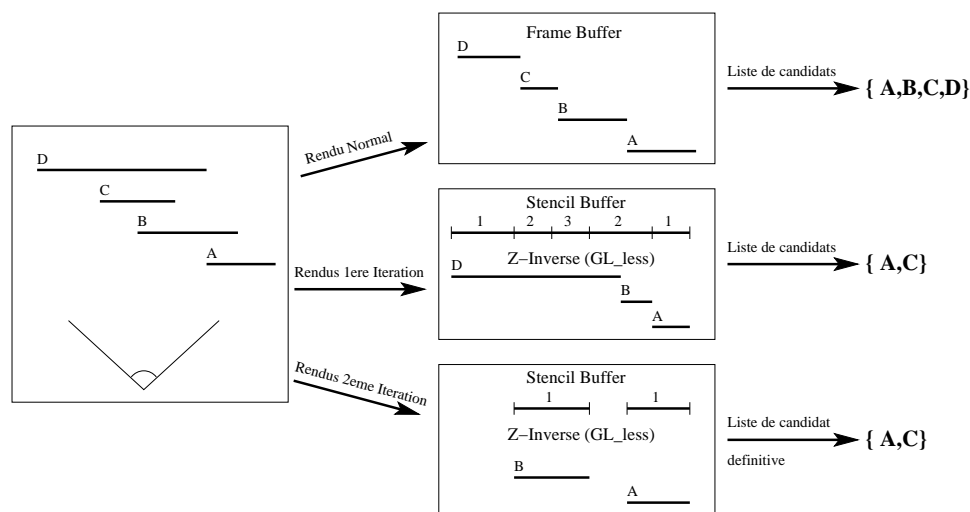 D
C
B
A
Rendu Normal
Rendus 1ere Iteration
Rendus 2eme Iteration
Frame Buffer
D
C
B
A
Liste de candidats
{ A,B,C,D}
Stencil Buffer
1 2 3 2 1
Z−Inverse (GL_less)
D
B
A
Liste de candidats
{ A,C}
Stencil Buffer
1 1
Z−Inverse (GL_less)
B
A
Liste de candidat
definitive
{ A,C}